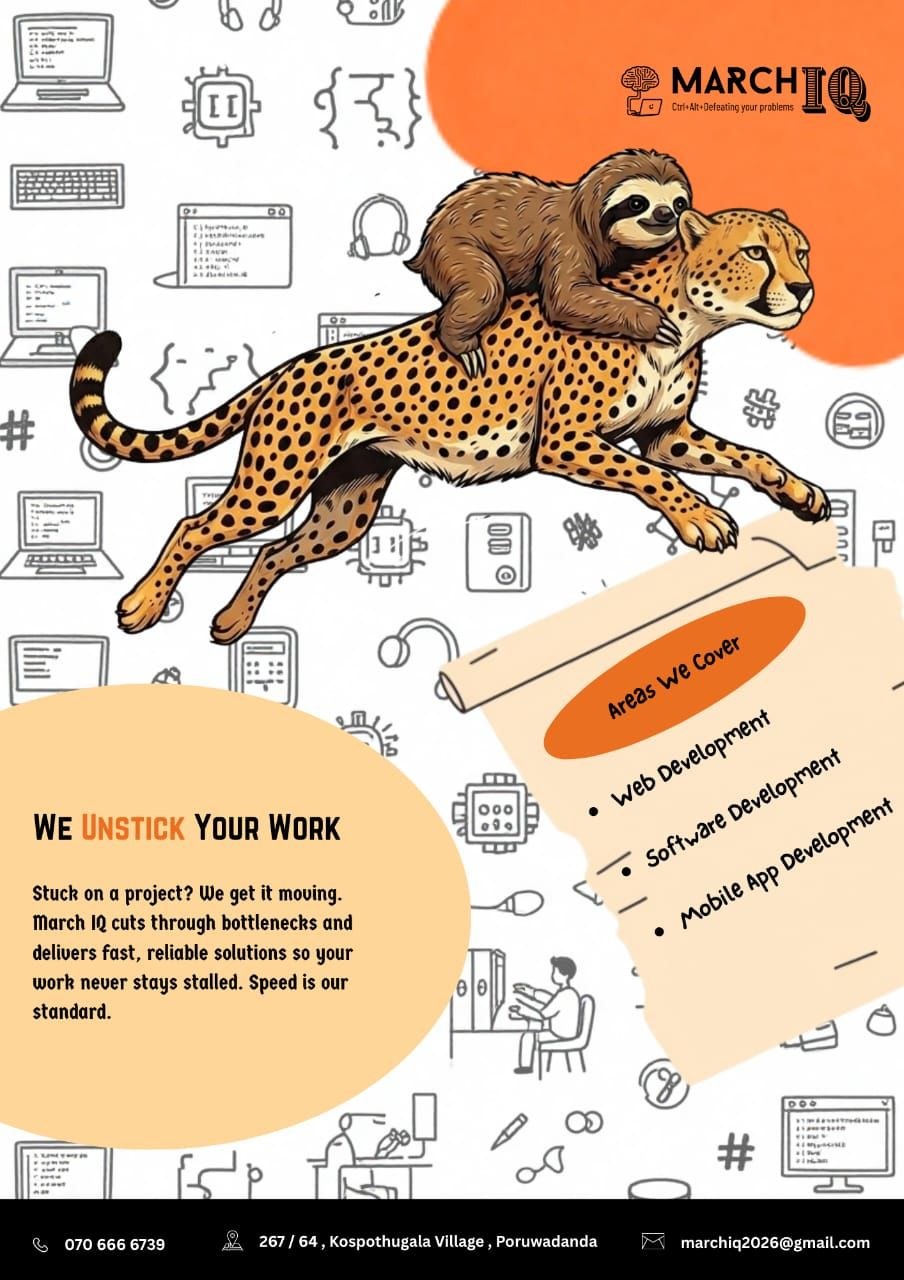 MARCH IQ
Ctrl+Alt+Defeating your problems
Areas We Cover
• Web Development
• Software Development
• Mobile App Development
We Unstick Your Work
Stuck on a project? We get it moving.
March IQ cuts through bottlenecks and
delivers fast, reliable solutions so your
work never stays stalled. Speed is our
standard.
070 666 6739
267 / 64 , Kospothugala Village , Poruwadanda
marchiq2026@gmail.com